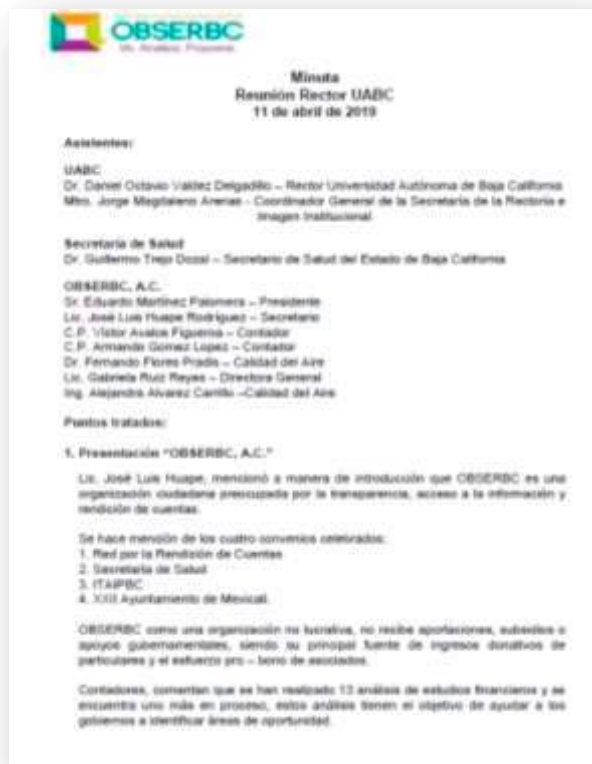 OBSERBC
Ve. Analiza. Propone.
Minuta
Reunión Rector UABC
11 de abril de 2019
Asistentes:
UABC
Dr. Daniel Octavio Valdez Delgadillo – Rector Universidad Autónoma de Baja California
Mtro. Jorge Magdaleno Arenas - Coordinador General de la Secretaría de la Rectoría e
Imagen Institucional
Secretaría de Salud
Dr. Guillermo Trejo Dozal – Secretario de Salud del Estado de Baja California
OBSERBC, A.C.
Sr. Eduardo Martínez Palomera – Presidente
Lic. José Luis Huape Rodríguez – Secretario
C.P. Víctor Avalos Figueroa – Contador
C.P. Armando Gomez Lopez – Contador
Dr. Fernando Flores Pradis – Calidad del Aire
Lic. Gabriela Ruiz Reyes – Directora General
Ing. Alejandra Alvarez Carrillo –Calidad del Aire
Puntos tratados:
1. Presentación “OBSERBC, A.C.”
Lic. José Luis Huape, mencionó a manera de introducción que OBSERBC es una
organización ciudadana preocupada por la transparencia, acceso a la información y
rendición de cuentas.
Se hace mención de los cuatro convenios celebrados:
1. Red por la Rendición de Cuentas
2. Secretaría de Salud
3. ITAIPBC
4. XXII Ayuntamiento de Mexicali.
OBSERBC como una organización no lucrativa, no recibe aportaciones, subsidios o
apoyos gubernamentales, siendo su principal fuente de ingresos donativos de
particulares y el esfuerzo pro – bono de asociados.
Contadores, comentan que se han realizado 13 análisis de estudios financieros y se
encuentra uno más en proceso, estos análisis tienen el objetivo de ayudar a los
gobiernos a identificar áreas de oportunidad.